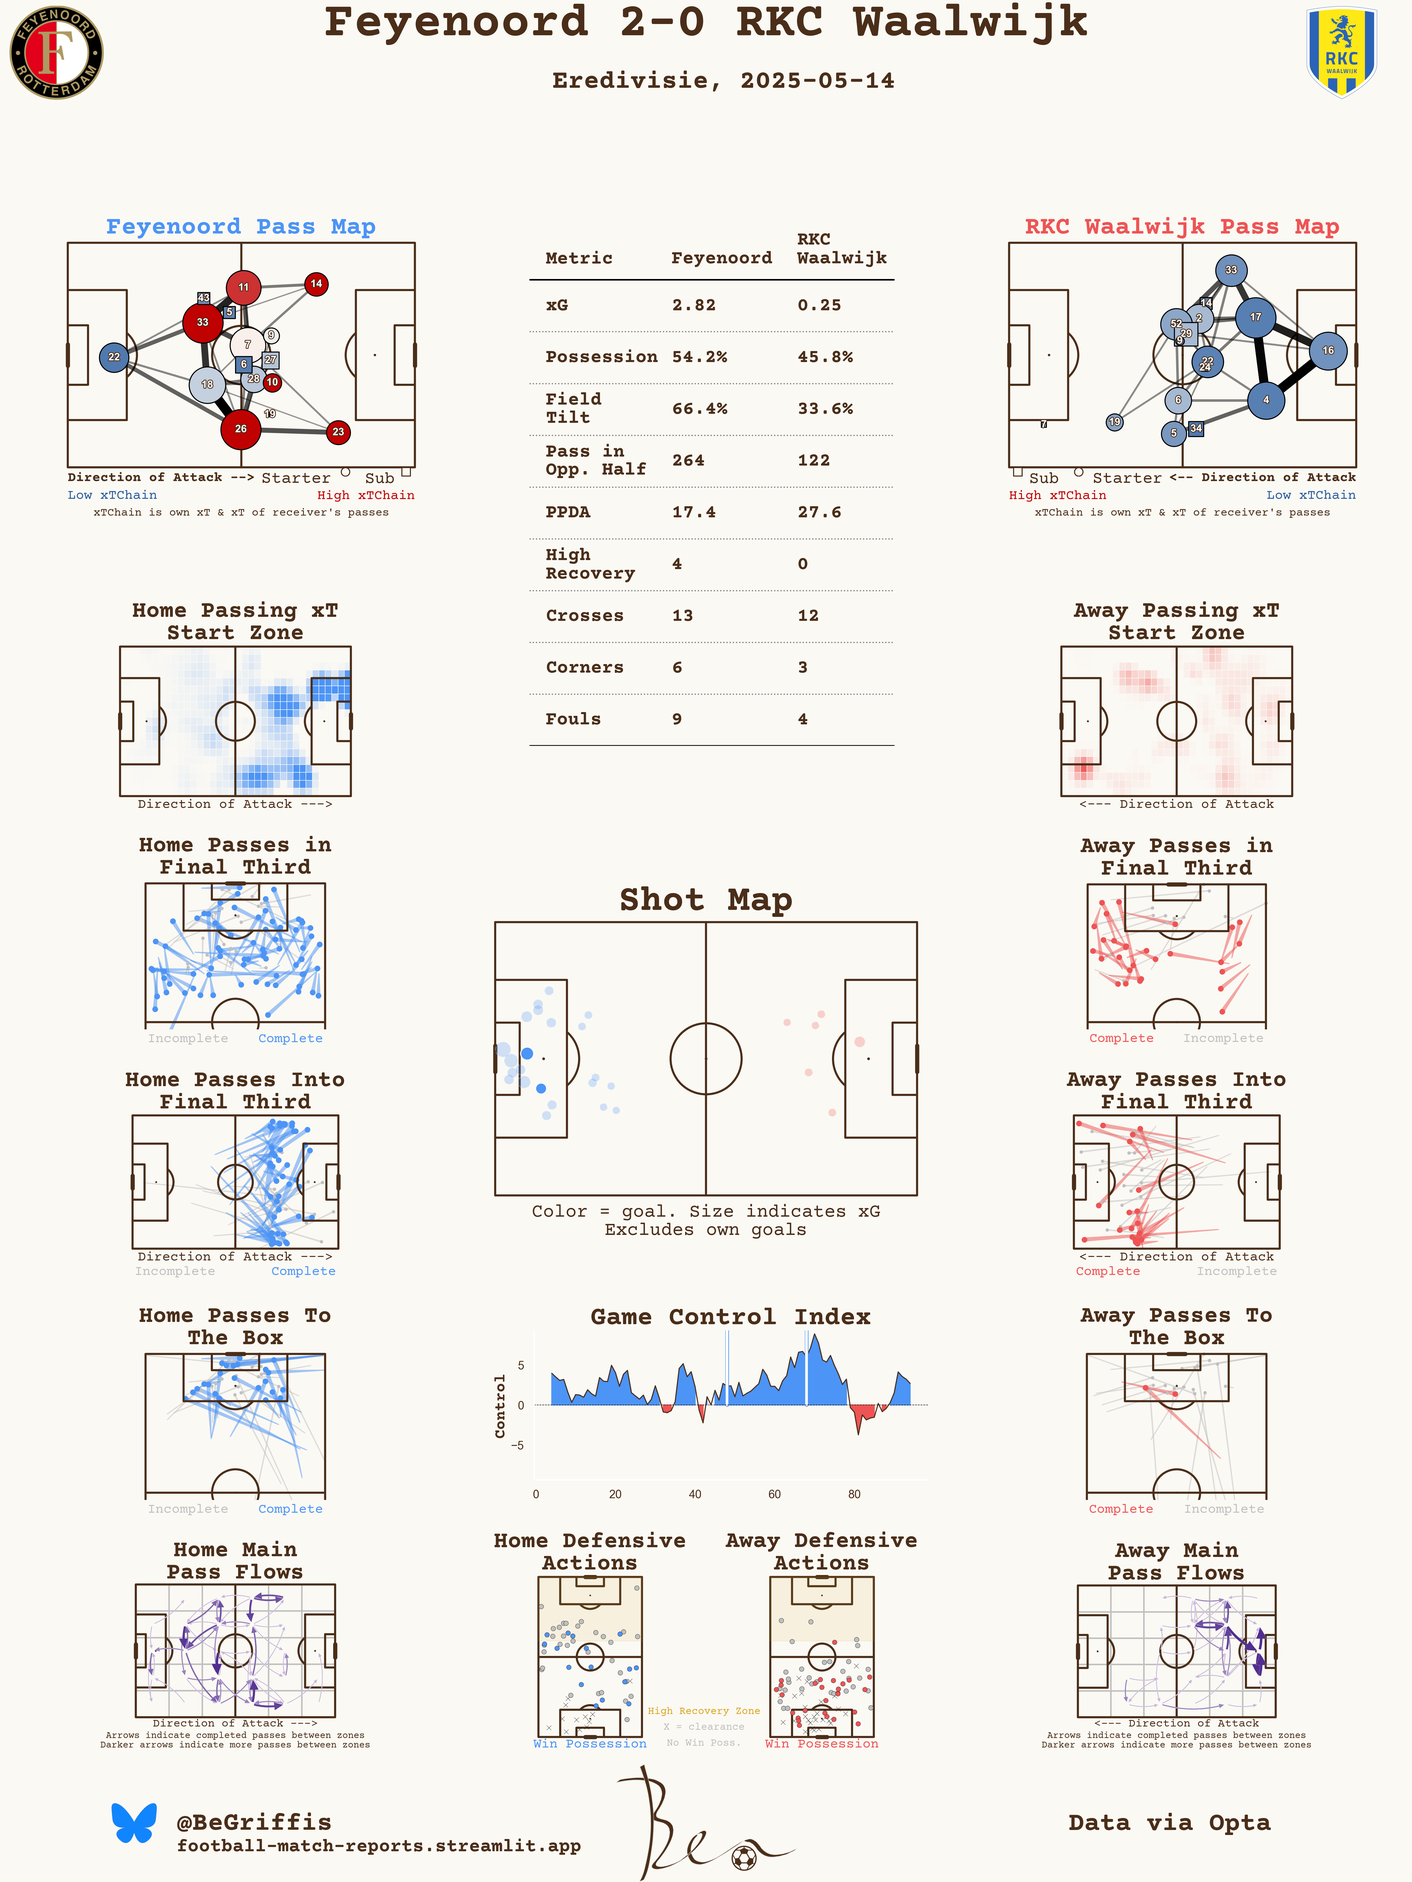 Feyenoord 2-0 RKC Waalwijk
Eredivisie, 2025-05-14
FEYENOORD
F
ROTTERDAM
RKC
WAALWIJK
Feyenoord Pass Map
43
11
14
5
33
9
7
22
6
27
18
28
10
19
26
23
Direction of Attack --> Starter Sub
Low xTChain High xTChain
xTChain is own xT & xT of receiver's passes
Metric Feyenoord RKC Waalwijk
xG 2.82 0.25
Possession 54.2% 45.8%
Field Tilt 66.4% 33.6%
Pass in Opp. Half 264 122
PPDA 17.4 27.6
High Recovery 4 0
Crosses 13 12
Corners 6 3
Fouls 9 4
RKC Waalwijk Pass Map
33
14
52
2
17
29
9
16
22
24
6
4
19
7
5
34
Sub Starter <-- Direction of Attack
High xTChain Low xTChain
xTChain is own xT & xT of receiver's passes
Home Passing xT
Start Zone
Direction of Attack --->
Away Passing xT
Start Zone
<--- Direction of Attack
Home Passes in
Final Third
Incomplete Complete
Away Passes in
Final Third
Complete Incomplete
Shot Map
Color = goal. Size indicates xG
Excludes own goals
Home Passes Into
Final Third
Direction of Attack --->
Incomplete Complete
Away Passes Into
Final Third
<--- Direction of Attack
Complete Incomplete
Home Passes To
The Box
Incomplete Complete
Game Control Index
Control
5
0
−5
0 20 40 60 80
Away Passes To
The Box
Complete Incomplete
Home Main
Pass Flows
Direction of Attack --->
Arrows indicate completed passes between zones
Darker arrows indicate more passes between zones
Home Defensive
Actions
Win Possession
High Recovery Zone
X = clearance
No Win Poss.
Away Defensive
Actions
Win Possession
Away Main
Pass Flows
<--- Direction of Attack
Arrows indicate completed passes between zones
Darker arrows indicate more passes between zones
@BeGriffis
football-match-reports.streamlit.app
Ben
Data via Opta